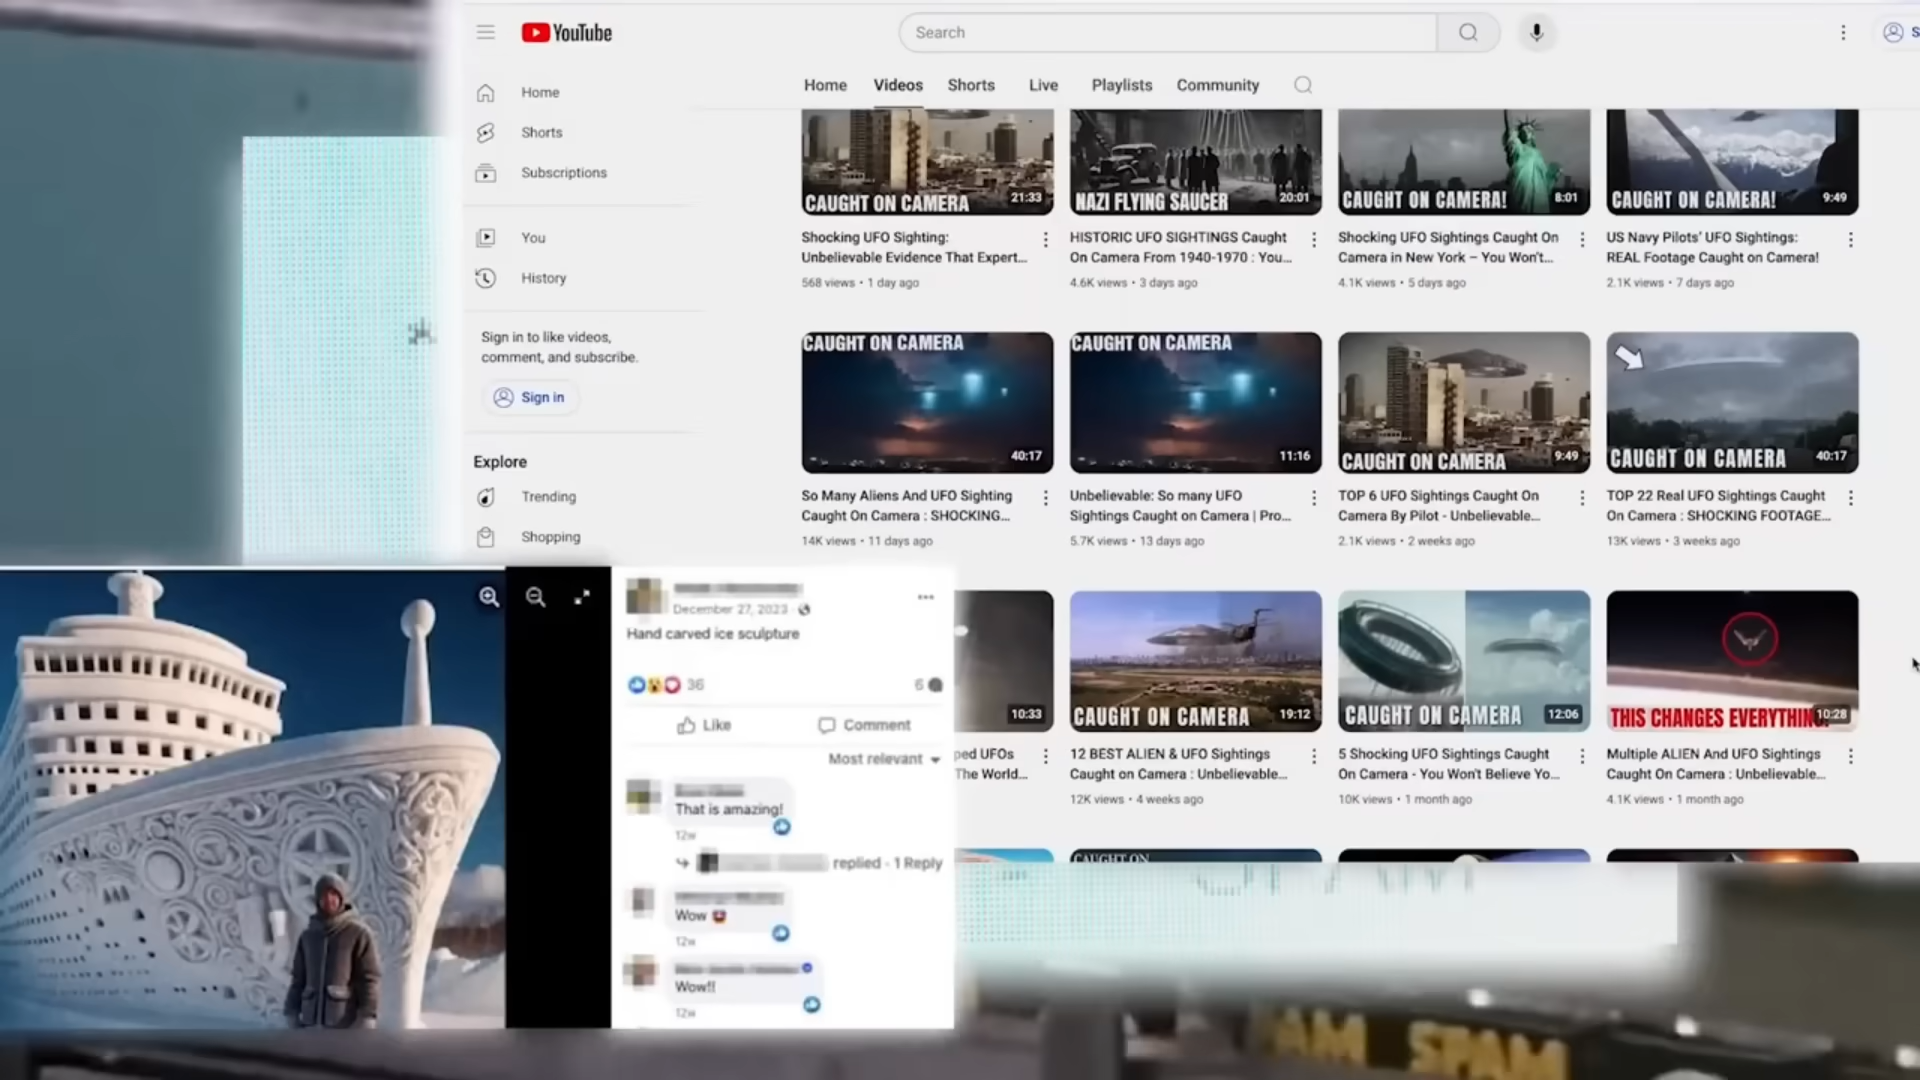 YouTube
Search
S
Home
Shorts
Subscriptions
You
History
Sign in to like videos,
comment, and subscribe.
Sign in
Explore
Trending
Shopping
Home Videos Shorts Live Playlists Community
CAUGHT ON CAMERA
21:33
Shocking UFO Sighting:
Unbelievable Evidence That Expert...
568 views • 1 day ago
NAZI FLYING SAUCER
20:01
HISTORIC UFO SIGHTINGS Caught
On Camera From 1940-1970 : You...
4.6K views • 3 days ago
CAUGHT ON CAMERA!
8:01
Shocking UFO Sightings Caught On
Camera in New York – You Won't...
4.1K views • 5 days ago
CAUGHT ON CAMERA!
9:49
US Navy Pilots' UFO Sightings:
REAL Footage Caught on Camera!
2.1K views • 7 days ago
CAUGHT ON CAMERA
40:17
So Many Aliens And UFO Sighting
Caught On Camera : SHOCKING...
14K views • 11 days ago
CAUGHT ON CAMERA
11:16
Unbelievable: So many UFO
Sightings Caught on Camera | Pro...
5.7K views • 13 days ago
CAUGHT ON CAMERA
9:49
TOP 6 UFO Sightings Caught On
Camera By Pilot - Unbelievable...
2.1K views • 2 weeks ago
CAUGHT ON CAMERA
40:17
TOP 22 Real UFO Sightings Caught
On Camera : SHOCKING FOOTAGE...
13K views • 3 weeks ago
10:33
ped UFOs
The World...
CAUGHT ON CAMERA
19:12
12 BEST ALIEN & UFO Sightings
Caught on Camera : Unbelievable...
12K views • 4 weeks ago
CAUGHT ON CAMERA
12:06
5 Shocking UFO Sightings Caught
On Camera - You Won't Believe Yo...
10K views • 1 month ago
THIS CHANGES EVERYTHING
10:28
Multiple ALIEN And UFO Sightings
Caught On Camera : Unbelievable...
4.1K views • 1 month ago
CAUGHT ON
December 27, 2023
Hand carved ice sculpture
36
6
Like
Comment
Most relevant
That is amazing!
12w
replied · 1 Reply
Wow
12w
Wow!!
12w
AM SPAM